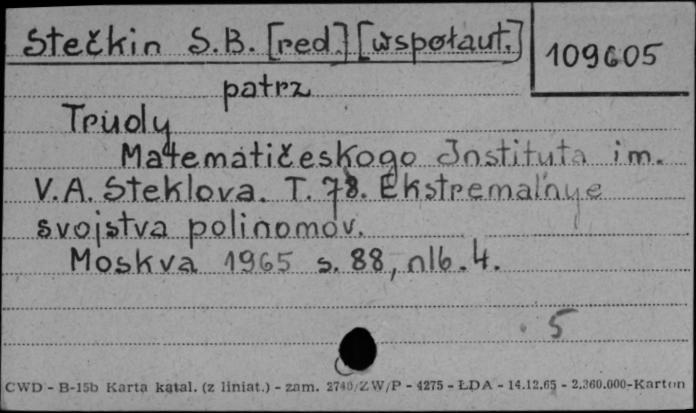 Stečkin S.B. [red.] [współaut.]
109605
patrz
Trudy
Matematičeskogo Instituta im.
V.A. Steklova. T. 78. Ekstremal'nye
svojstva polinomov.
Moskva 1965 s. 88, nlb. 4.
5
CWD - B-15b Karta katal. (z liniat.) - zam. 2740/ZW/P - 4275 - ŁDA - 14.12.65 - 2.360.000-Karton